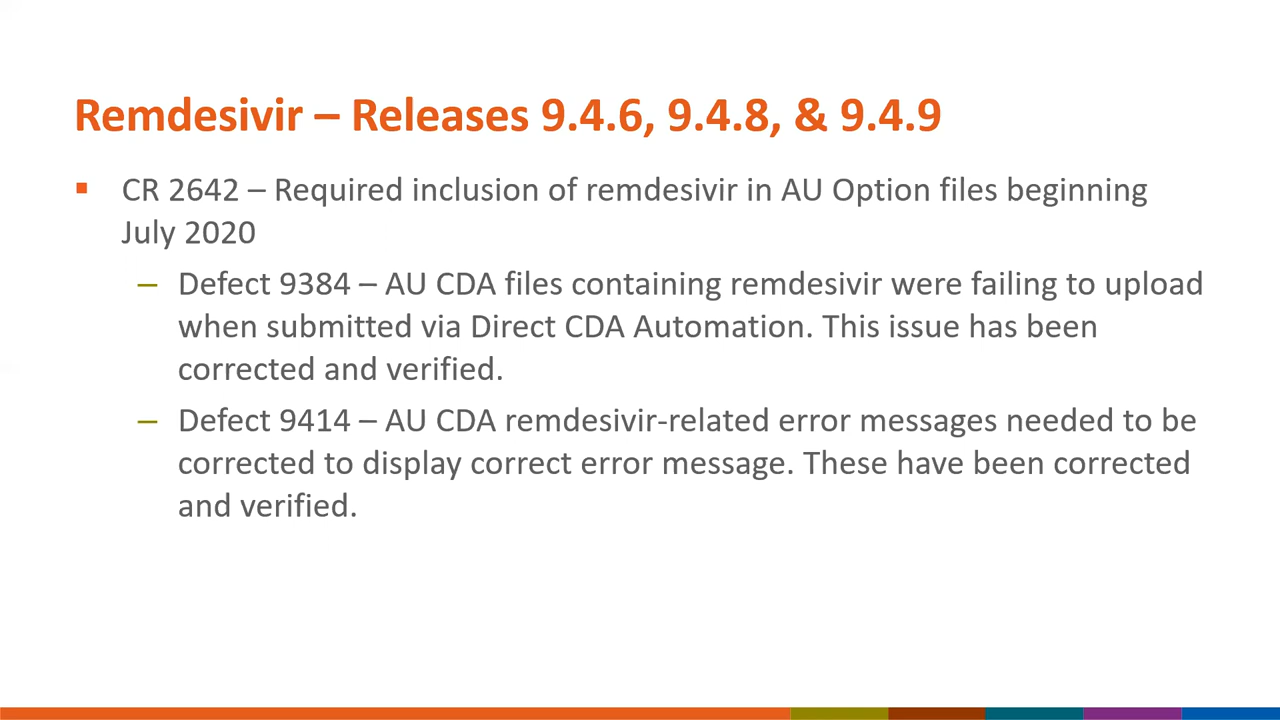 Remdesivir – Releases 9.4.6, 9.4.8, & 9.4.9
▪ CR 2642 – Required inclusion of remdesivir in AU Option files beginning
July 2020
– Defect 9384 – AU CDA files containing remdesivir were failing to upload
when submitted via Direct CDA Automation. This issue has been
corrected and verified.
– Defect 9414 – AU CDA remdesivir-related error messages needed to be
corrected to display correct error message. These have been corrected
and verified.